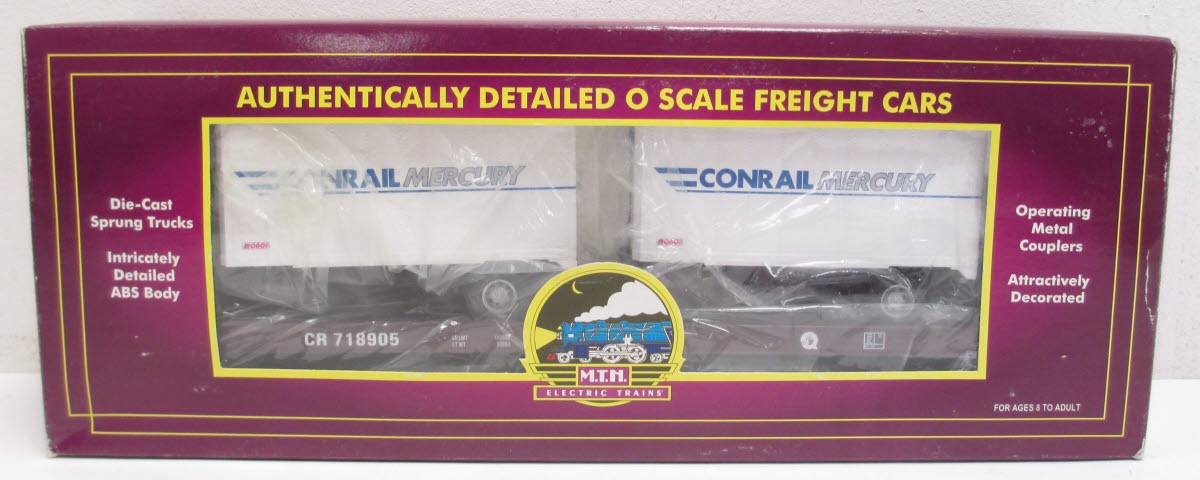 AUTHENTICALLY DETAILED O SCALE FREIGHT CARS
Die-Cast
Sprung Trucks
Intricately
Detailed
ABS Body
CONRAIL MERCURY
CONRAIL MERCURY
Operating
Metal
Couplers
Attractively
Decorated
CR 718905
M.T.H.
ELECTRIC TRAINS
FOR AGES 8 TO ADULT